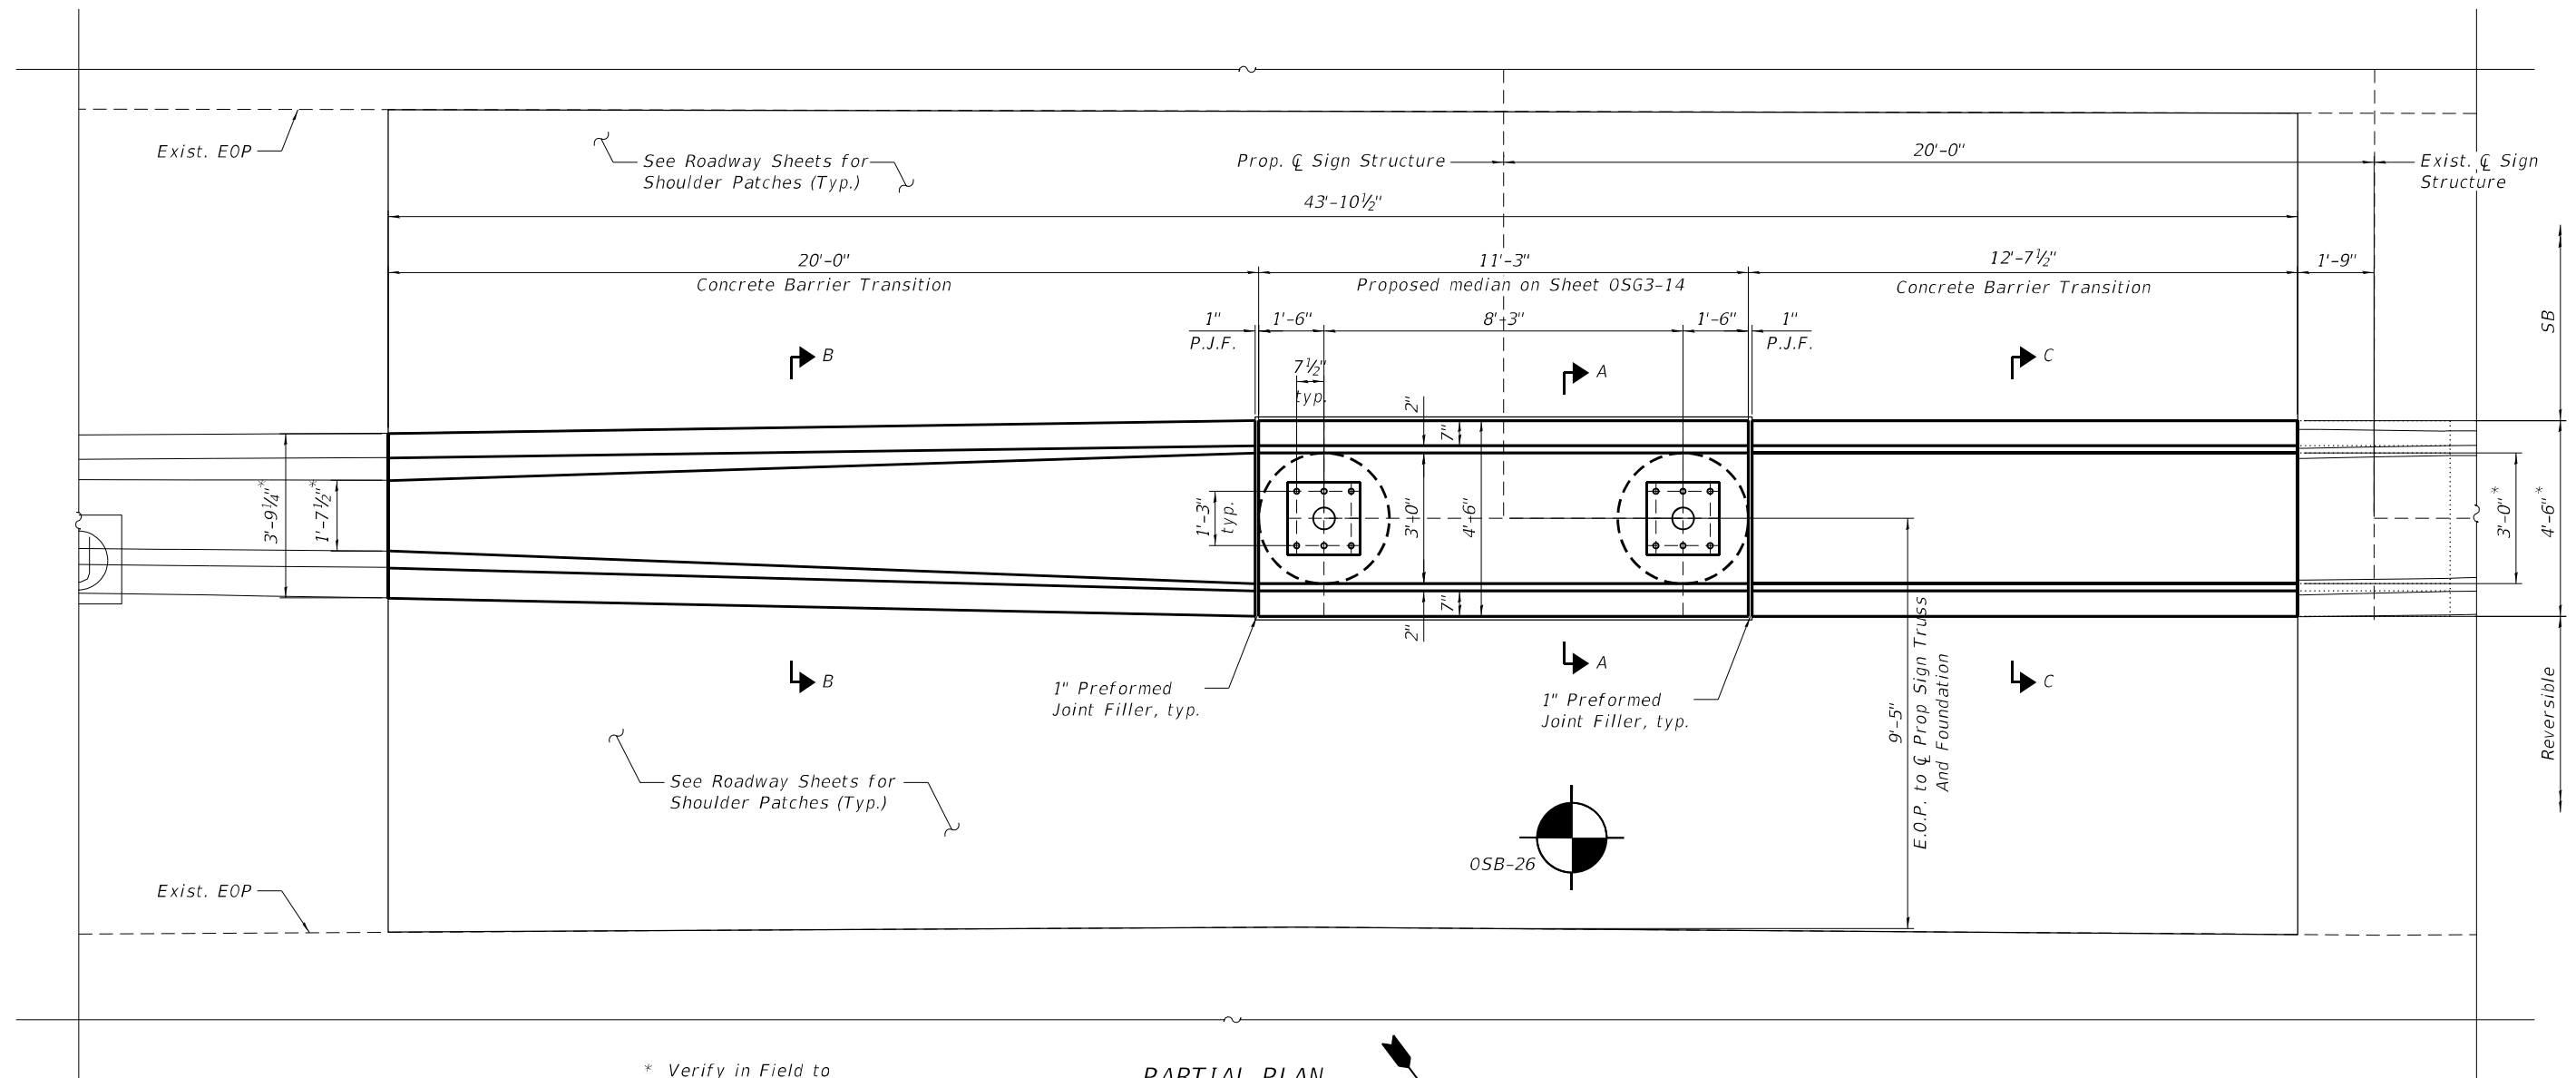 Exist. EOP
See Roadway Sheets for
Shoulder Patches (Typ.)
Prop. ℄ Sign Structure
20'-0"
Exist. ℄ Sign
Structure
43'-10½"
20'-0"
Concrete Barrier Transition
11'-3"
Proposed median on Sheet OSG3-14
12'-7½"
Concrete Barrier Transition
1'-9"
SB
1"
P.J.F.
1'-6"
8'-3"
1'-6"
1"
P.J.F.
B
7½"
typ.
A
C
2"
7"
3'-9¼"*
1'-7½"*
1'-3"
typ.
3'-0"
4'-6"
3'-0"*
4'-6"*
7"
2"
B
A
C
1" Preformed
Joint Filler, typ.
1" Preformed
Joint Filler, typ.
9'-5"
E.O.P. to ℄ Prop Sign Truss
And Foundation
Reversible
See Roadway Sheets for
Shoulder Patches (Typ.)
OSB-26
Exist. EOP
* Verify in Field to
PARTIAL PLAN